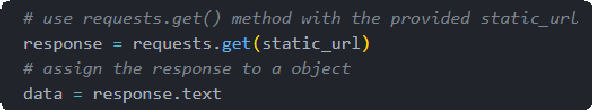 # use requests.get() method with the provided static_url
response = requests.get(static_url)
# assign the response to a object
data = response.text